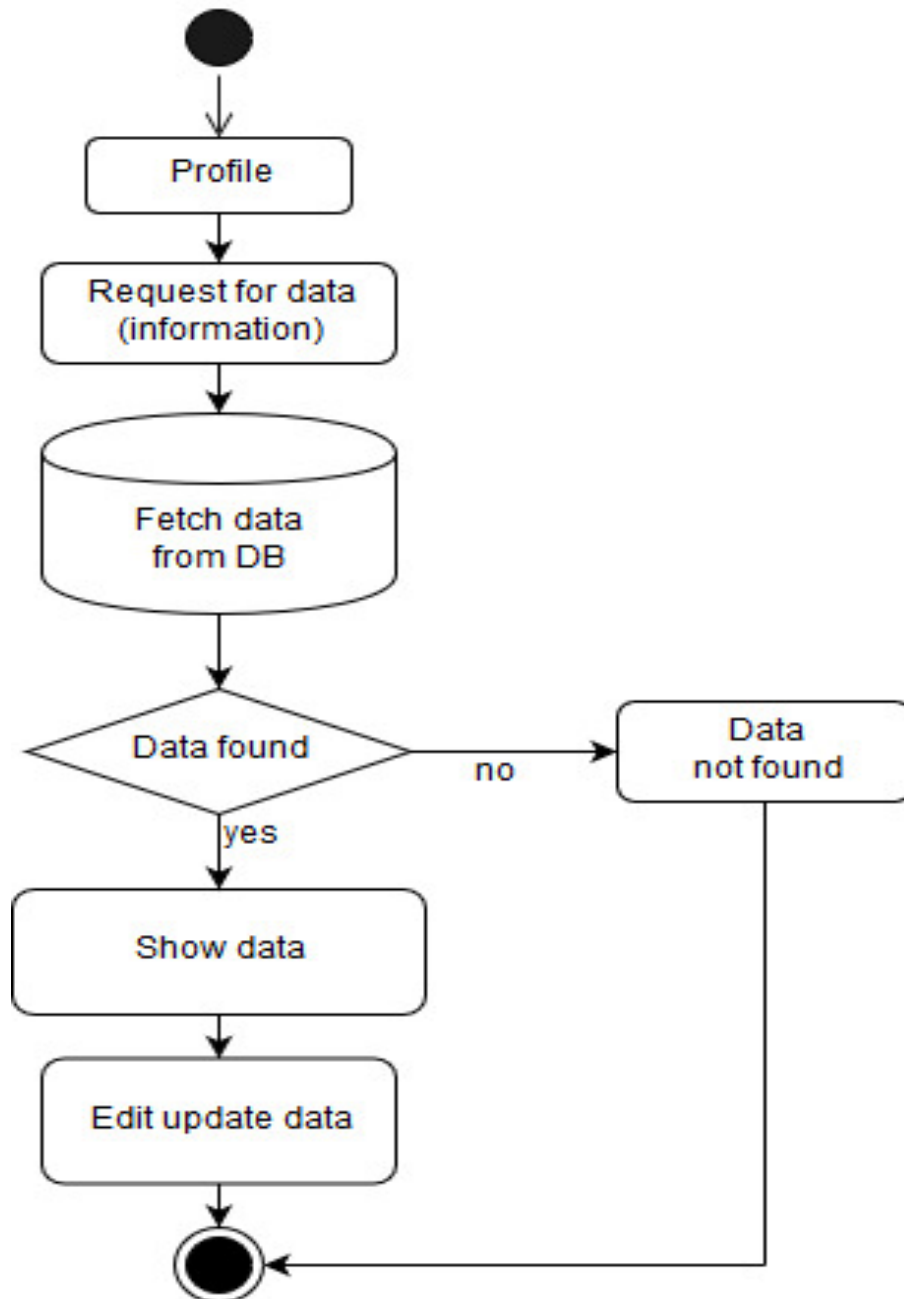 Profile
Request for data
(information)
Fetch data
from DB
Data found
no
Data
not found
yes
Show data
Edit update data